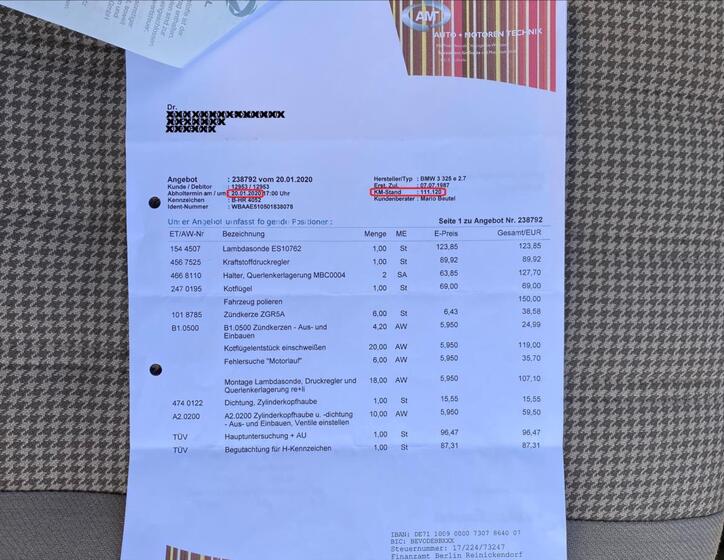 AMT
AUTO + MOTOREN TECHNIK
Dr.
Angebot : 238792 vom 20.01.2020
Kunde / Debitor : 12953 / 12953
Abholtermin am / um : 20.01.2020 17:00 Uhr
Kennzeichen : B-HR 4052
Ident-Nummer : WBAAE510501838078
Hersteller/Typ : BMW 3 325 e 2.7
Erst. Zul. : 07.07.1987
KM-Stand : 111.120
Kundenberater : Mario Beutel
Unser Angebot umfasst folgende Positionen:
Seite 1 zu Angebot Nr. 238792
ET/AW-Nr Bezeichnung Menge ME E-Preis Gesamt/EUR
154 4507 Lambdasonde ES10762 1,00 St 123,85 123,85
456 7525 Kraftstoffdruckregler 1,00 St 89,92 89,92
466 8110 Halter, Querlenkerlagerung MBC0004 2 SA 63,85 127,70
247 0195 Kotflügel 1,00 St 69,00 69,00
Fahrzeug polieren 150,00
101 8785 Zündkerze ZGR5A 6,00 St 6,43 38,58
B1.0500 B1.0500 Zündkerzen - Aus- und 4,20 AW 5,950 24,99
Einbauen
Kotflügelentstück einschweißen 20,00 AW 5,950 119,00
Fehlersuche "Motorlauf" 6,00 AW 5,950 35,70
Montage Lambdasonde, Druckregler und 18,00 AW 5,950 107,10
Querlenkerlagerung re+li
474 0122 Dichtung, Zylinderkopfhaube 1,00 St 15,55 15,55
A2.0200 A2.0200 Zylinderkopfhaube u. -dichtung 10,00 AW 5,950 59,50
- Aus- und Einbauen, Ventile einstellen
TÜV Hauptuntersuchung + AU 1,00 St 96,47 96,47
TÜV Begutachtung für H-Kennzeichen 1,00 St 87,31 87,31
IBAN: DE71 1009 0000 7307 8640 07
BIC: BEVODEBBXXX
Steuernummer: 17/224/73247
Finanzamt Berlin Reinickendorf